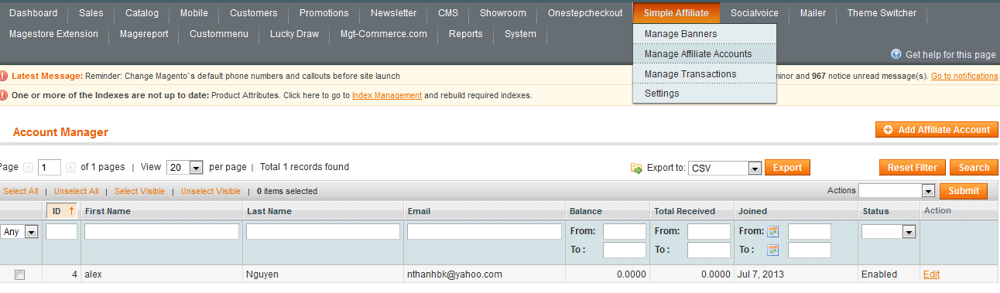 Dashboard Sales Catalog Mobile Customers Promotions Newsletter CMS Showroom Onestepcheckout Simple Affiliate Socialvoice Mailer Theme Switcher
Magestore Extension Magereport Custommenu Lucky Draw Mgt-Commerce.com Reports System
Manage Banners
Manage Affiliate Accounts
Manage Transactions
Settings
Get help for this page
Latest Message: Reminder: Change Magento`s default phone numbers and callouts before site launch
minor and 967 notice unread message(s). Go to notifications
One or more of the Indexes are not up to date: Product Attributes. Click here to go to Index Management and rebuild required indexes.
Account Manager
Add Affiliate Account
Page 1 of 1 pages | View 20 per page | Total 1 records found
Export to: CSV Export Reset Filter Search
Select All | Unselect All | Select Visible | Unselect Visible | 0 items selected
Actions Submit
ID First Name Last Name Email Balance Total Received Joined Status Action
Any From: From: From:
To : To : To :
4 alex Nguyen nthanhbk@yahoo.com 0.0000 0.0000 Jul 7, 2013 Enabled Edit